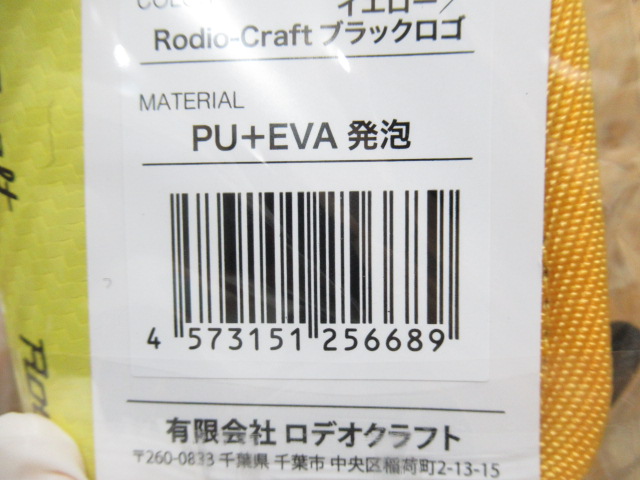 COLOR
イエロー/
Rodio-Craft ブラックロゴ
MATERIAL
PU+EVA 発泡
4 573151 256689
有限会社 ロデオクラフト
〒260-0833 千葉県 千葉市 中央区稲荷町2-13-15